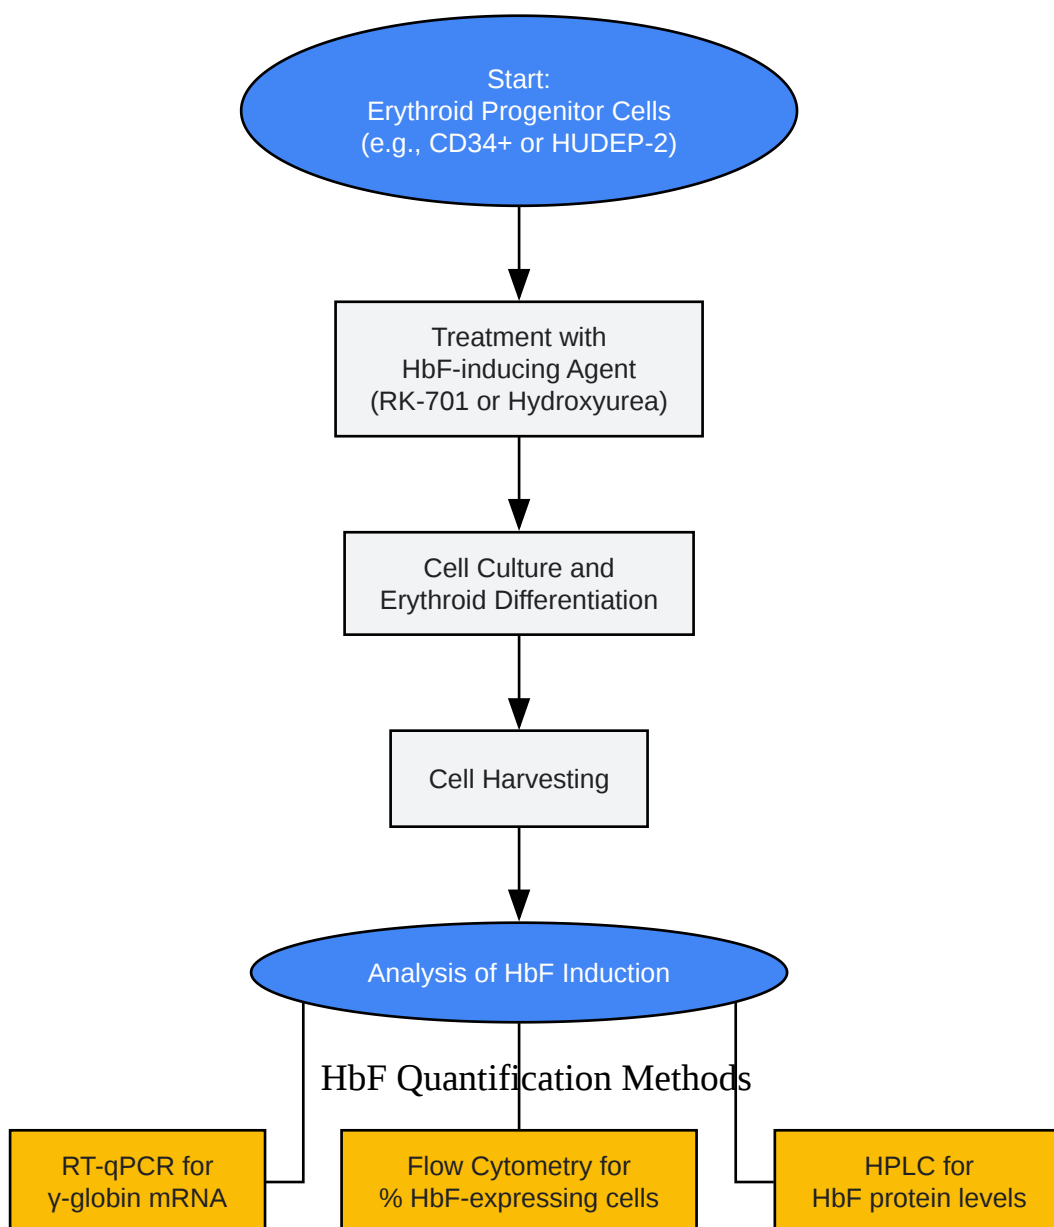 Start:
Erythroid Progenitor Cells
(e.g., CD34+ or HUDEP-2)
Treatment with
HbF-inducing Agent
(RK-701 or Hydroxyurea)
Cell Culture and
Erythroid Differentiation
Cell Harvesting
Analysis of HbF Induction
HbF Quantification Methods
RT-qPCR for
γ-globin mRNA
Flow Cytometry for
% HbF-expressing cells
HPLC for
HbF protein levels